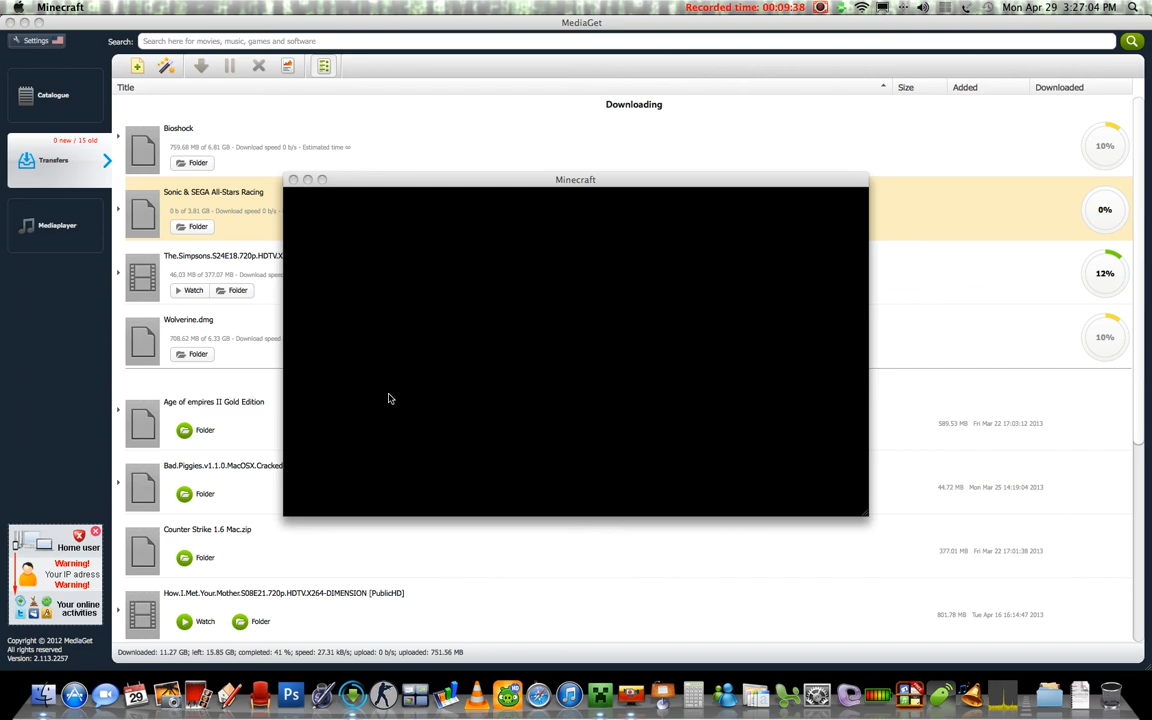 Minecraft
Recorded time: 00:09:38
Mon Apr 29 3:27:04 PM
MediaGet
Settings
Search:
Search here for movies, music, games and software
Title
Size
Added
Downloaded
Catalogue
0 new / 15 old
Transfers
Mediaplayer
Downloading
Bioshock
759.68 MB of 6.81 GB - Download speed 0 b/s - Estimated time ∞
Folder
10%
Minecraft
Sonic & SEGA All-Stars Racing
0 b of 3.81 GB - Download speed 0 b/s -
Folder
0%
The.Simpsons.S24E18.720p.HDTV.X
46.03 MB of 377.07 MB - Download speed
Watch
Folder
12%
Wolverine.dmg
708.62 MB of 6.33 GB - Download speed
Folder
10%
Age of empires II Gold Edition
Folder
589.53 MB Fri Mar 22 17:03:12 2013
Bad.Piggies.v1.1.0.MacOSX.Cracked
Folder
44.72 MB Mon Mar 25 14:19:04 2013
Counter Strike 1.6 Mac.zip
Folder
377.01 MB Fri Mar 22 17:01:38 2013
How.I.Met.Your.Mother.S08E21.720p.HDTV.X264-DIMENSION [PublicHD]
Watch
Folder
801.78 MB Tue Apr 16 16:14:47 2013
Home user
Warning!
Your IP adress
Warning!
Your online
activities
Copyright © 2012 MediaGet
All rights reserved
Version: 2.113.2257
Downloaded: 11.27 GB; left: 15.85 GB; completed: 41 %; speed: 27.31 kB/s; upload: 0 b/s; uploaded: 751.56 MB
29
Ps
HD